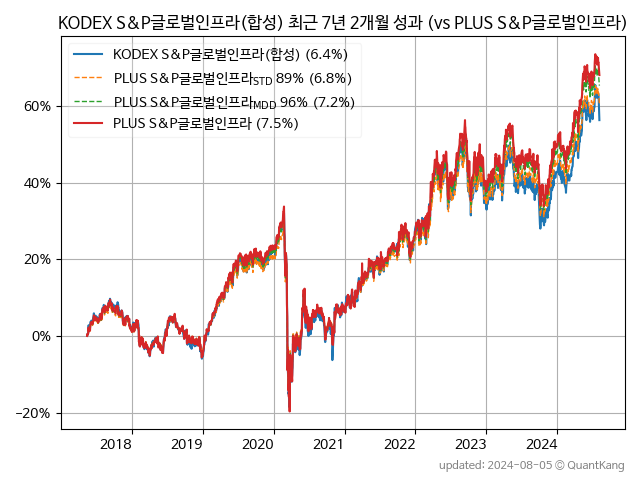 KODEX S&P글로벌인프라(합성) 최근 7년 2개월 성과 (vs PLUS S&P글로벌인프라)
KODEX S&P글로벌인프라(합성) (6.4%)
PLUS S&P글로벌인프라STD 89% (6.8%)
PLUS S&P글로벌인프라MDD 96% (7.2%)
PLUS S&P글로벌인프라 (7.5%)
60%
40%
20%
0%
−20%
2018 2019 2020 2021 2022 2023 2024
updated: 2024-08-05 © QuantKang